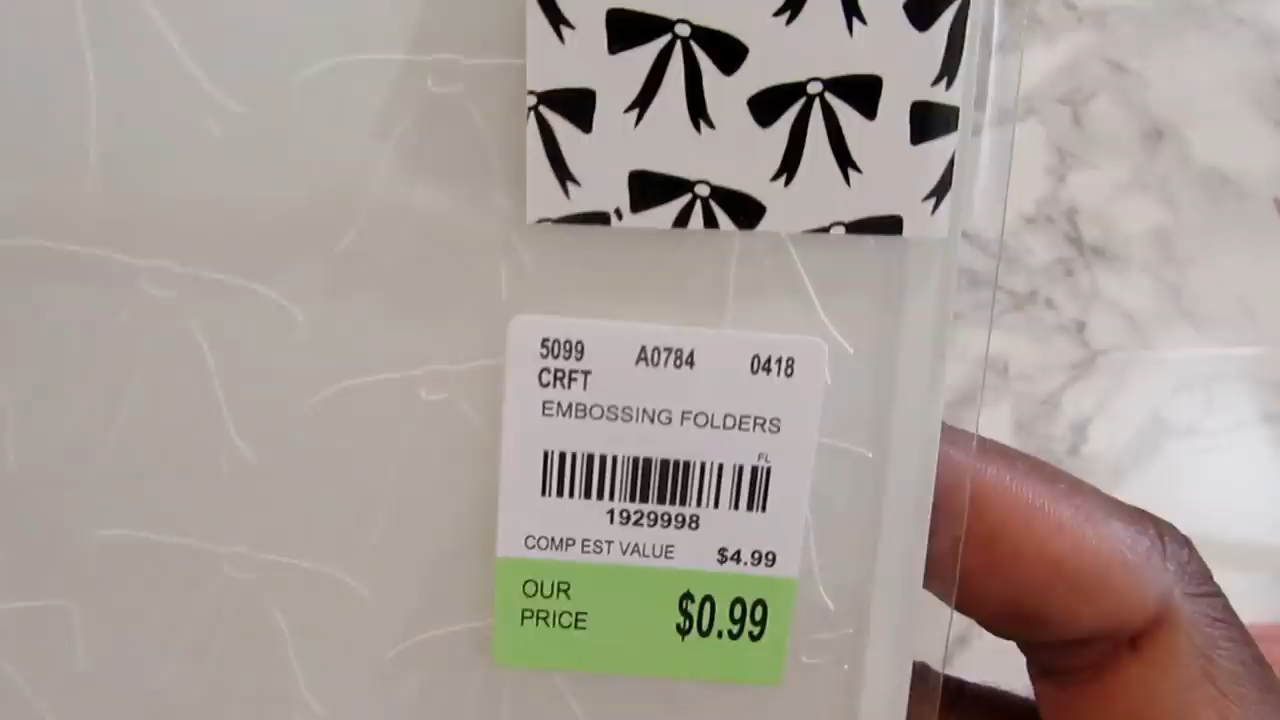 5099 A0784 0418
CRFT
EMBOSSING FOLDERS
FL
1929998
COMP EST VALUE $4.99
OUR
PRICE $0.99